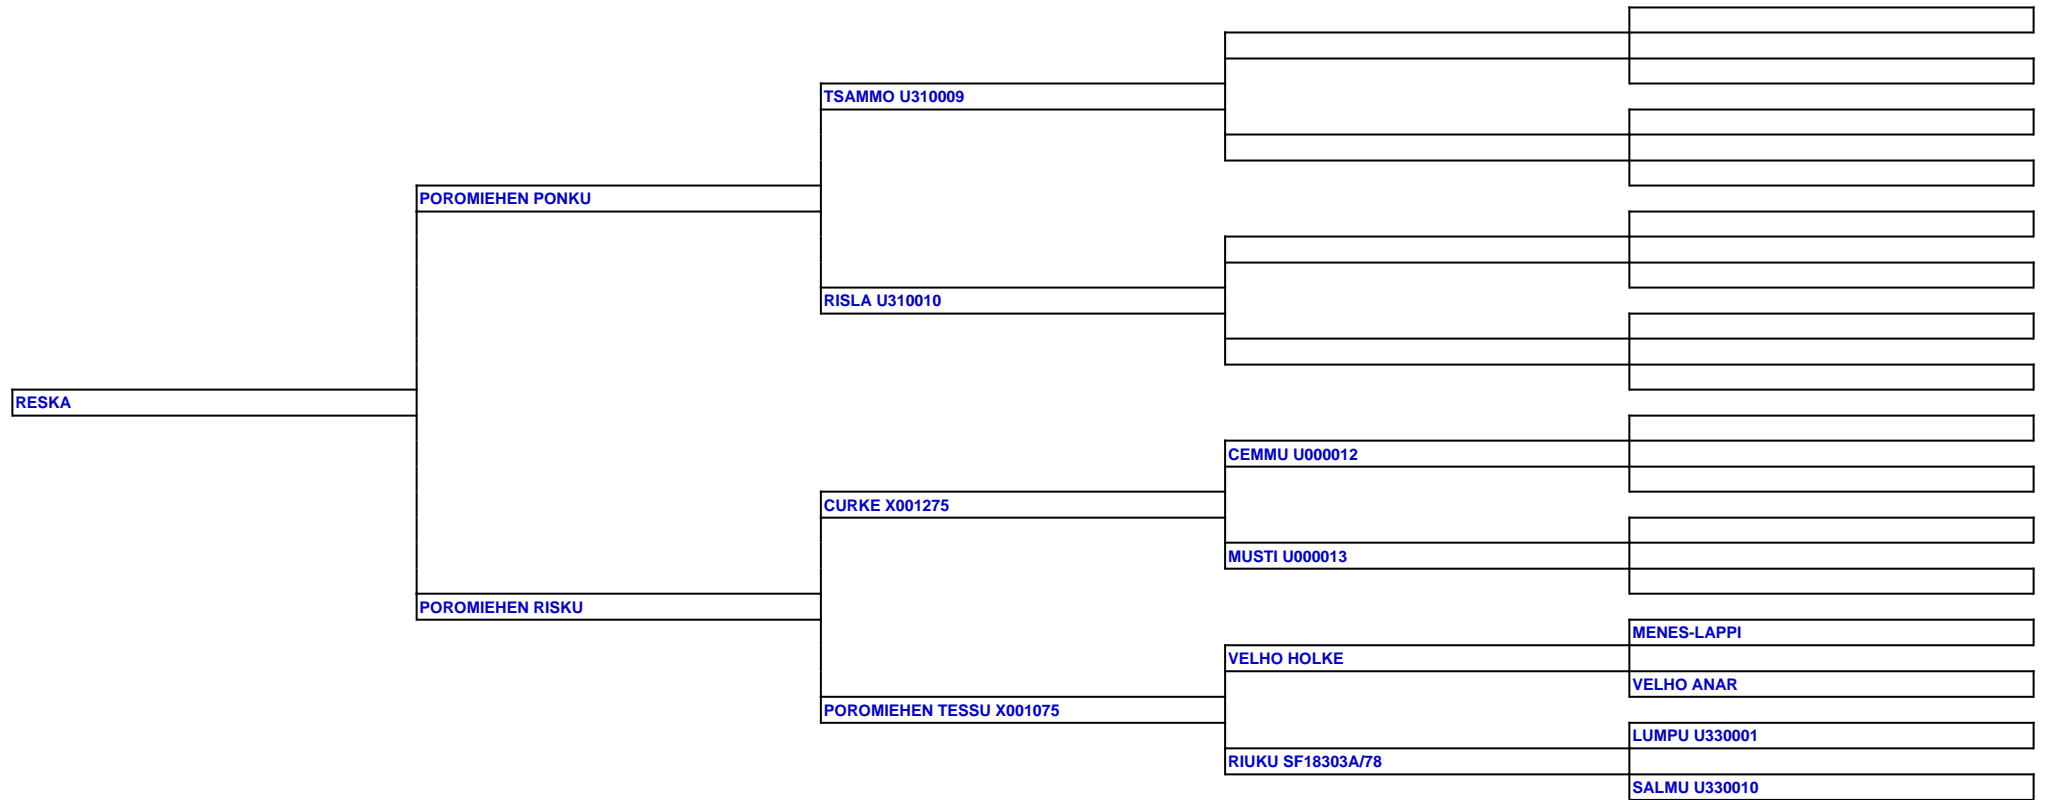 TSAMMO U310009
POROMIEHEN PONKU
RISLA U310010
RESKA
CEMMU U000012
CURKE X001275
MUSTI U000013
POROMIEHEN RISKU
MENES-LAPPI
VELHO HOLKE
VELHO ANAR
POROMIEHEN TESSU X001075
LUMPU U330001
RIUKU SF18303A/78
SALMU U330010